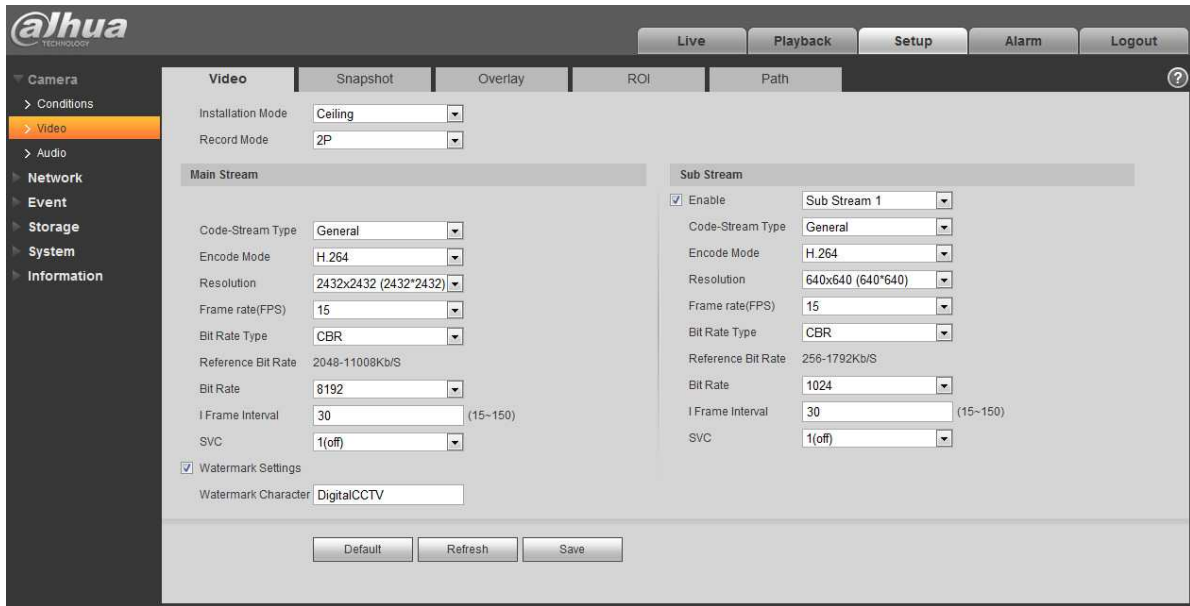 alhua
TECHNOLOGY
Live Playback Setup Alarm Logout
Camera
Conditions
Video
Audio
Network
Event
Storage
System
Information
Video Snapshot Overlay ROI Path
?
Installation Mode Ceiling
Record Mode 2P
Main Stream
Code-Stream Type General
Encode Mode H.264
Resolution 2432x2432 (2432*2432)
Frame rate(FPS) 15
Bit Rate Type CBR
Reference Bit Rate 2048-11008Kb/S
Bit Rate 8192
I Frame Interval 30 (15~150)
SVC 1(off)
Watermark Settings
Watermark Character DigitalCCTV
Sub Stream
Enable Sub Stream 1
Code-Stream Type General
Encode Mode H.264
Resolution 640x640 (640*640)
Frame rate(FPS) 15
Bit Rate Type CBR
Reference Bit Rate 256-1792Kb/S
Bit Rate 1024
I Frame Interval 30 (15~150)
SVC 1(off)
Default Refresh Save